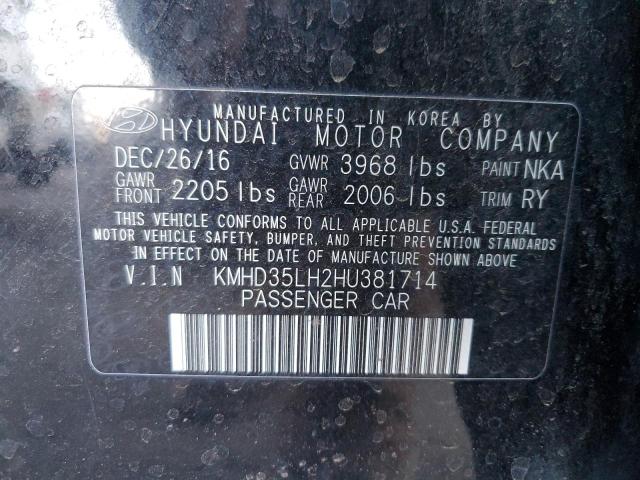 MANUFACTURED IN KOREA BY
HYUNDAI MOTOR COMPANY
DEC/26/16 GVWR 3968 lbs PAINT NKA
GAWR FRONT 2205 lbs GAWR REAR 2006 lbs TRIM RY
THIS VEHICLE CONFORMS TO ALL APPLICABLE U.S.A. FEDERAL
MOTOR VEHICLE SAFETY, BUMPER, AND THEFT PREVENTION STANDARDS
IN EFFECT ON THE DATE OF MANUFACTURE SHOWN ABOVE.
V.I.N KMHD35LH2HU381714
PASSENGER CAR